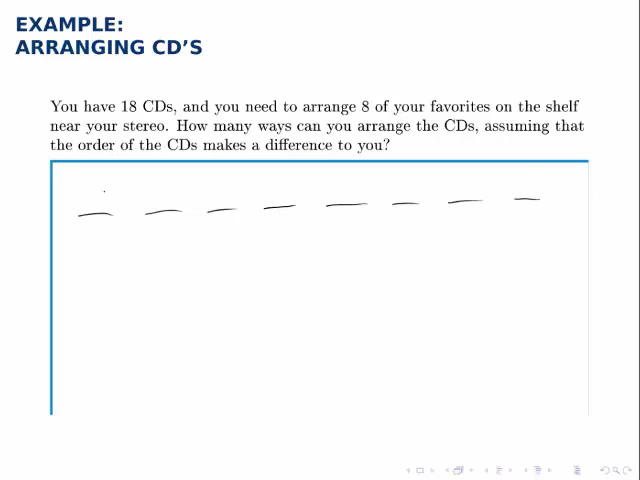 EXAMPLE:
ARRANGING CD'S
You have 18 CDs, and you need to arrange 8 of your favorites on the shelf
near your stereo. How many ways can you arrange the CDs, assuming that
the order of the CDs makes a difference to you?